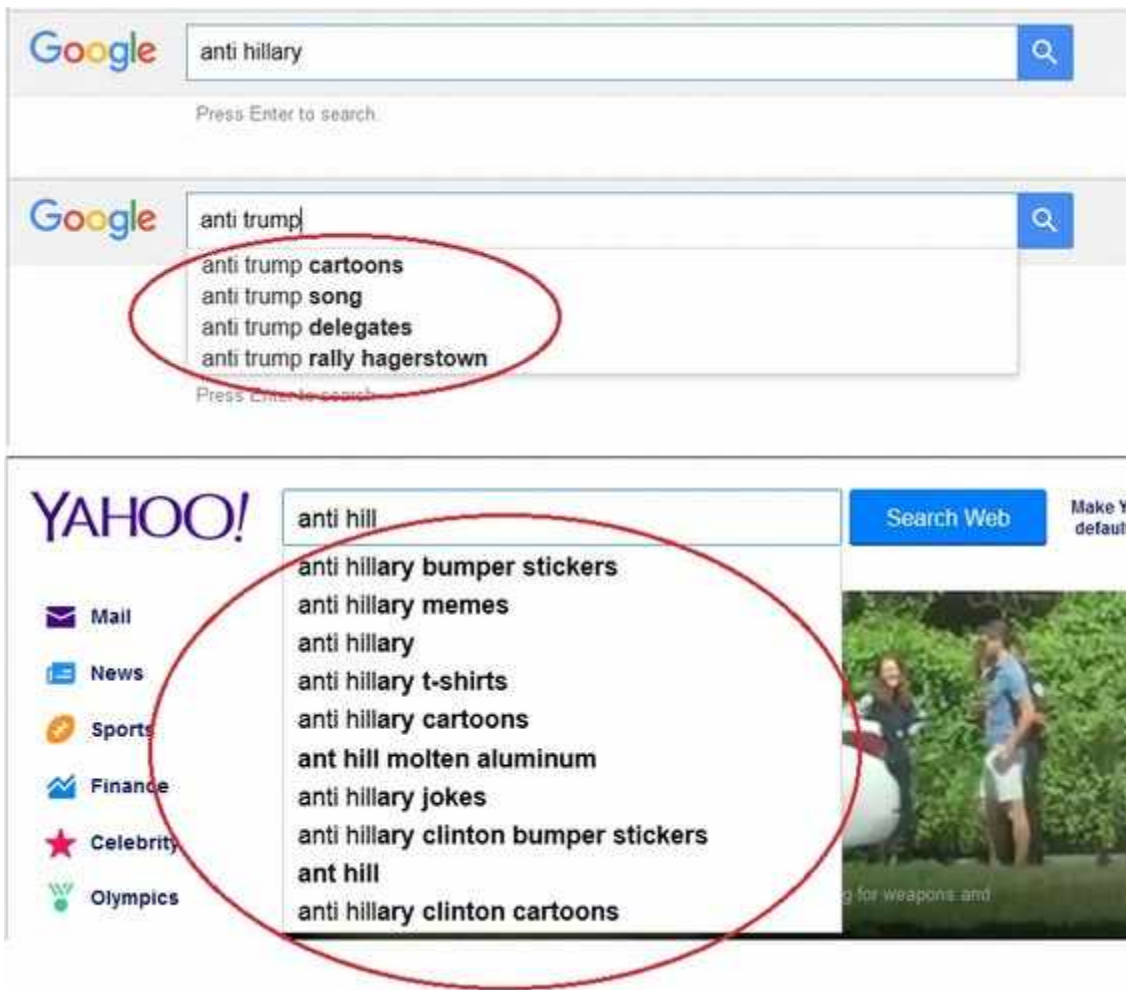 Google
anti hillary
Press Enter to search.
Google
anti trump
anti trump cartoons
anti trump song
anti trump delegates
anti trump rally hagerstown
Press Enter to search
YAHOO!
anti hill
Search Web
Make Y
default
anti hillary bumper stickers
anti hillary memes
anti hillary
anti hillary t-shirts
anti hillary cartoons
ant hill molten aluminum
anti hillary jokes
anti hillary clinton bumper stickers
ant hill
anti hillary clinton cartoons
Mail
News
Sports
Finance
Celebrity
Olympics
g for weapons and